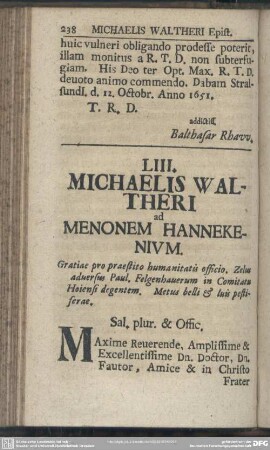 238 MICHAELIS WALTHERI Epist.
huic vulneri obligando prodesse poterit,
illam monitus a R. T. D. non subterfu-
giam. His Deo ter Opt. Max. R. T. D.
deuoto animo commendo. Dabam Stral-
sundi. d. 12. Octobr. Anno 1651.
T. R. D.
addictiss.
Balthasar Rhavv.
LIII.
MICHAELIS WAL-
THERI
ad
MENONEM HANNEKE-
NIVM.
Gratiae pro praestito humanitatis officio. Zelus
adversus Paul. Felgenhauerum in Comitatu
Hoiensi degentem. Metus belli & luis pesti-
ferae.
Sal. plur. & Offic.
Maxime Reuerende, Amplissime &
Excellentissime Dn. Doctor, Dn.
Fautor, Amice & in Christo
Frater